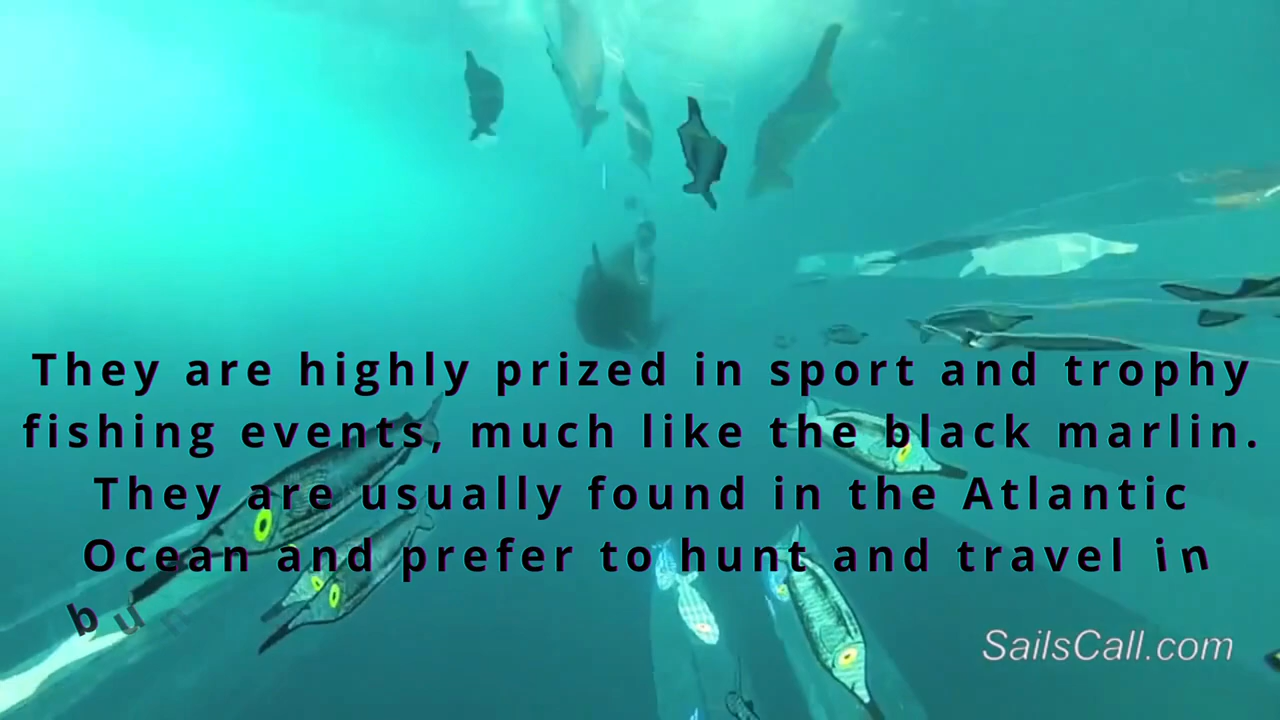 They are highly prized in sport and trophy
fishing events, much like the black marlin.
They are usually found in the Atlantic
Ocean and prefer to hunt and travel in
bun
SailsCall.com